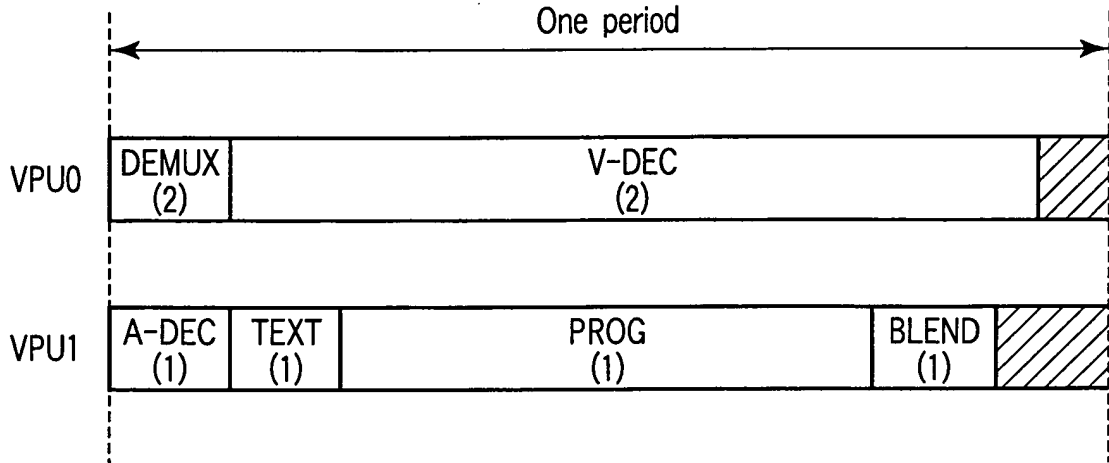 One period
VPU0
DEMUX
(2)
V-DEC
(2)
VPU1
A-DEC
(1)
TEXT
(1)
PROG
(1)
BLEND
(1)